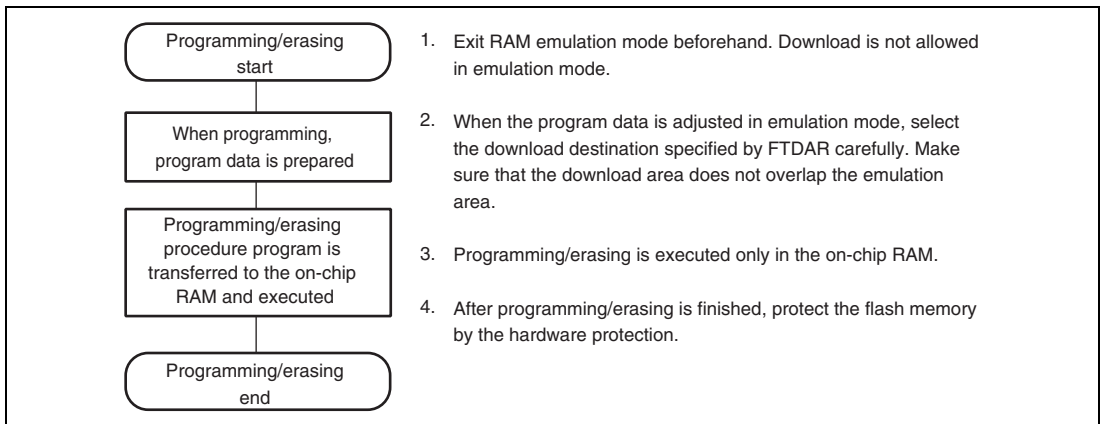 Programming/erasing
start
When programming,
program data is prepared
Programming/erasing
procedure program is
transferred to the on-chip
RAM and executed
Programming/erasing
end
1. Exit RAM emulation mode beforehand. Download is not allowed
in emulation mode.
2. When the program data is adjusted in emulation mode, select
the download destination specified by FTDAR carefully. Make
sure that the download area does not overlap the emulation
area.
3. Programming/erasing is executed only in the on-chip RAM.
4. After programming/erasing is finished, protect the flash memory
by the hardware protection.